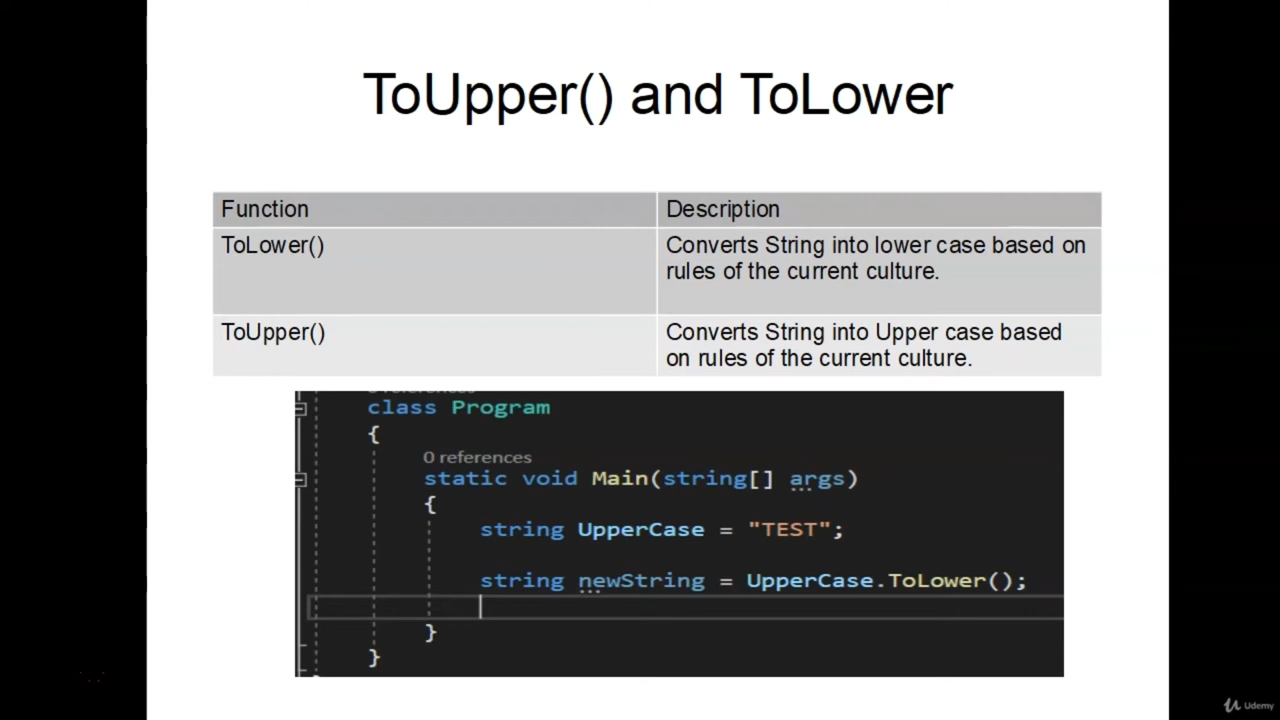 ToUpper() and ToLower
Function
Description
ToLower()
Converts String into lower case based on
rules of the current culture.
ToUpper()
Converts String into Upper case based
on rules of the current culture.
class Program
{
0 references
static void Main(string[] args)
{
string UpperCase = "TEST";
string newString = UpperCase.ToLower();
}
}
Udemy